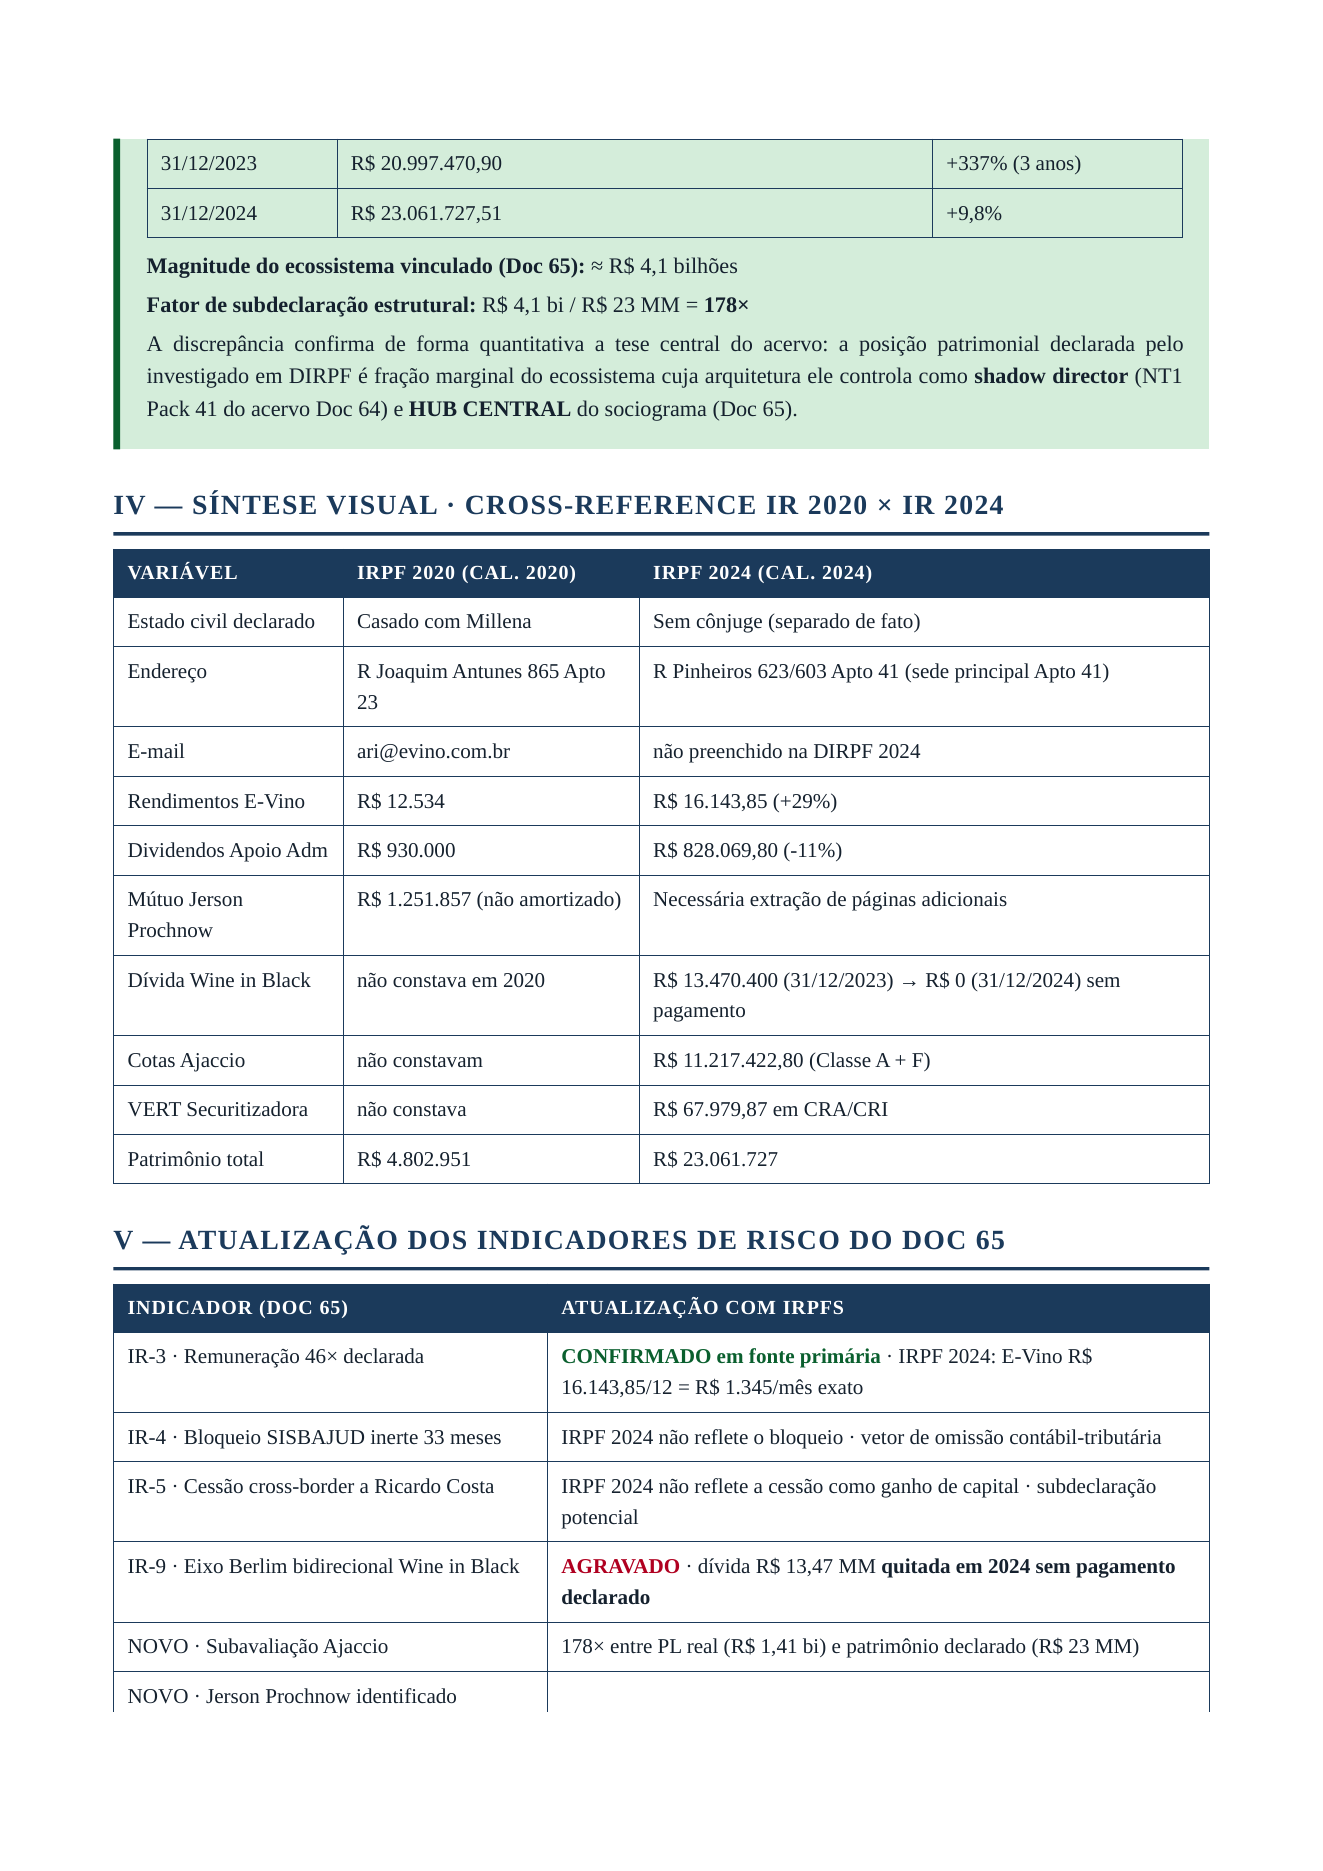 31/12/2023 R$ 20.997.470,90 +337% (3 anos)
31/12/2024 R$ 23.061.727,51 +9,8%
Magnitude do ecossistema vinculado (Doc 65): ≈ R$ 4,1 bilhões
Fator de subdeclaração estrutural: R$ 4,1 bi / R$ 23 MM = 178×
A discrepância confirma de forma quantitativa a tese central do acervo: a posição patrimonial declarada pelo
investigado em DIRPF é fração marginal do ecossistema cuja arquitetura ele controla como shadow director (NT1
Pack 41 do acervo Doc 64) e HUB CENTRAL do sociograma (Doc 65).
IV — SÍNTESE VISUAL · CROSS-REFERENCE IR 2020 × IR 2024
VARIÁVEL IRPF 2020 (CAL. 2020) IRPF 2024 (CAL. 2024)
Estado civil declarado Casado com Millena Sem cônjuge (separado de fato)
Endereço R Joaquim Antunes 865 Apto R Pinheiros 623/603 Apto 41 (sede principal Apto 41)
23
E-mail ari@evino.com.br não preenchido na DIRPF 2024
Rendimentos E-Vino R$ 12.534 R$ 16.143,85 (+29%)
Dividendos Apoio Adm R$ 930.000 R$ 828.069,80 (-11%)
Mútuo Jerson R$ 1.251.857 (não amortizado) Necessária extração de páginas adicionais
Prochnow
Dívida Wine in Black não constava em 2020 R$ 13.470.400 (31/12/2023) → R$ 0 (31/12/2024) sem
pagamento
Cotas Ajaccio não constavam R$ 11.217.422,80 (Classe A + F)
VERT Securitizadora não constava R$ 67.979,87 em CRA/CRI
Patrimônio total R$ 4.802.951 R$ 23.061.727
V — ATUALIZAÇÃO DOS INDICADORES DE RISCO DO DOC 65
INDICADOR (DOC 65) ATUALIZAÇÃO COM IRPFS
IR-3 · Remuneração 46× declarada CONFIRMADO em fonte primária · IRPF 2024: E-Vino R$
16.143,85/12 = R$ 1.345/mês exato
IR-4 · Bloqueio SISBAJUD inerte 33 meses IRPF 2024 não reflete o bloqueio · vetor de omissão contábil-tributária
IR-5 · Cessão cross-border a Ricardo Costa IRPF 2024 não reflete a cessão como ganho de capital · subdeclaração
potencial
IR-9 · Eixo Berlim bidirecional Wine in Black AGRAVADO · dívida R$ 13,47 MM quitada em 2024 sem pagamento
declarado
NOVO · Subavaliação Ajaccio 178× entre PL real (R$ 1,41 bi) e patrimônio declarado (R$ 23 MM)
NOVO · Jerson Prochnow identificado